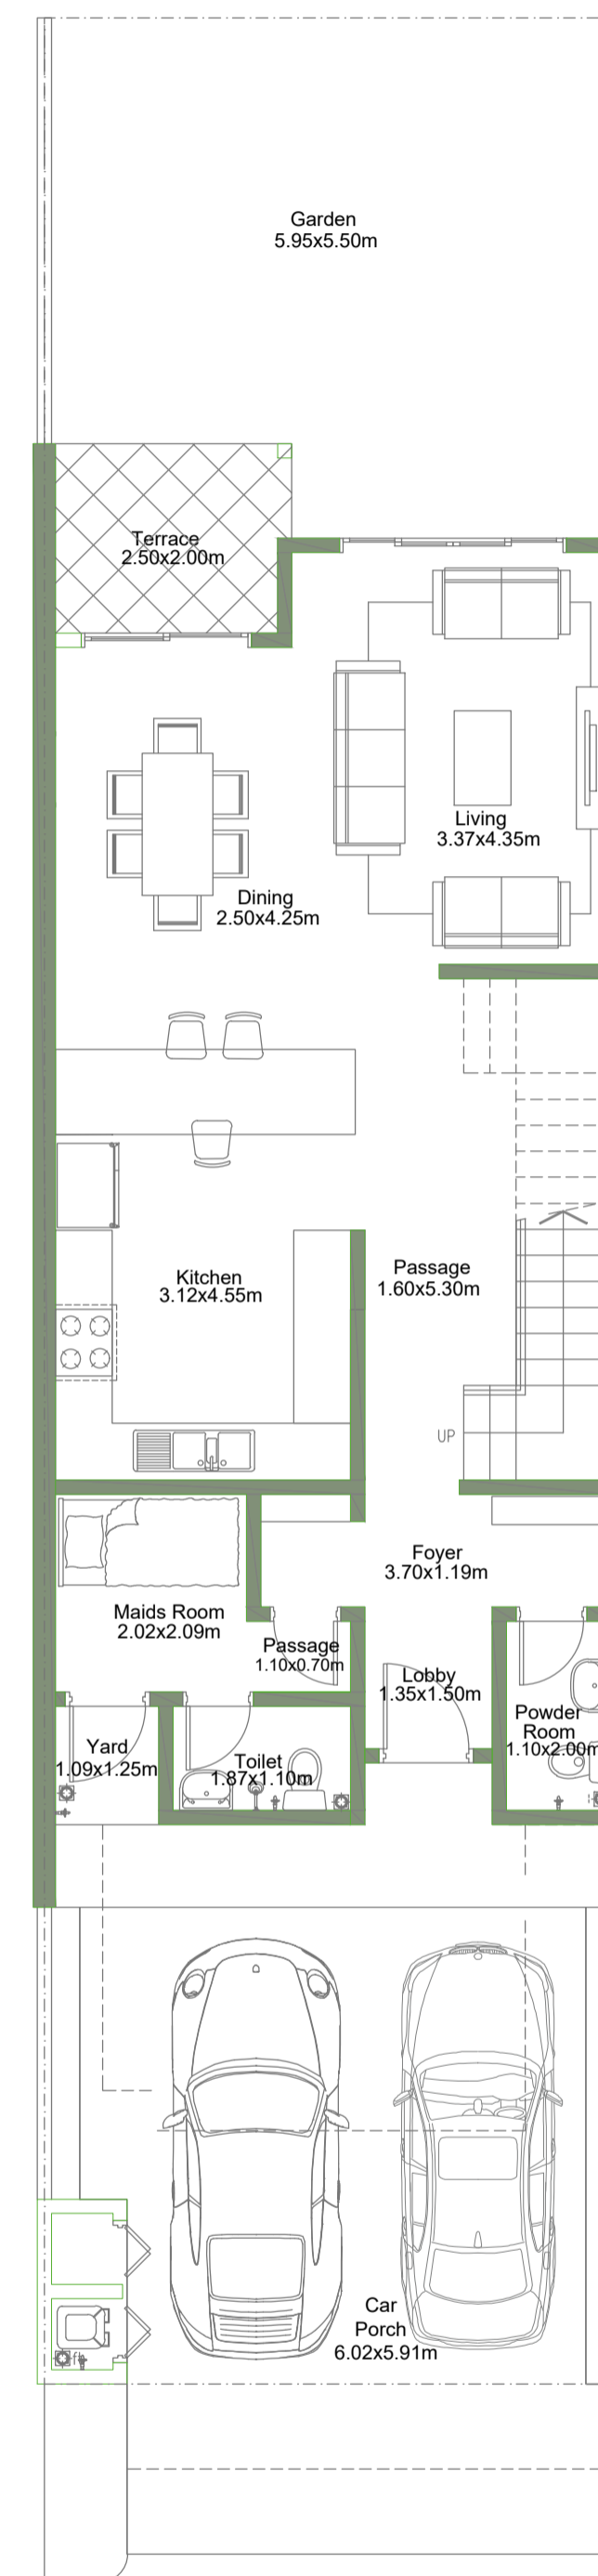 Garden
5.95x5.50m
Terrace
2.50x2.00m
Living
3.37x4.35m
Dining
2.50x4.25m
Kitchen
3.12x4.55m
Passage
1.60x5.30m
UP
Foyer
3.70x1.19m
Maids Room
2.02x2.09m
Passage
1.10x0.70m
Lobby
1.35x1.50m
Powder
Room
1.10x2.00m
Yard
1.09x1.25m
Toilet
1.87x1.10m
Car
Porch
6.02x5.91m